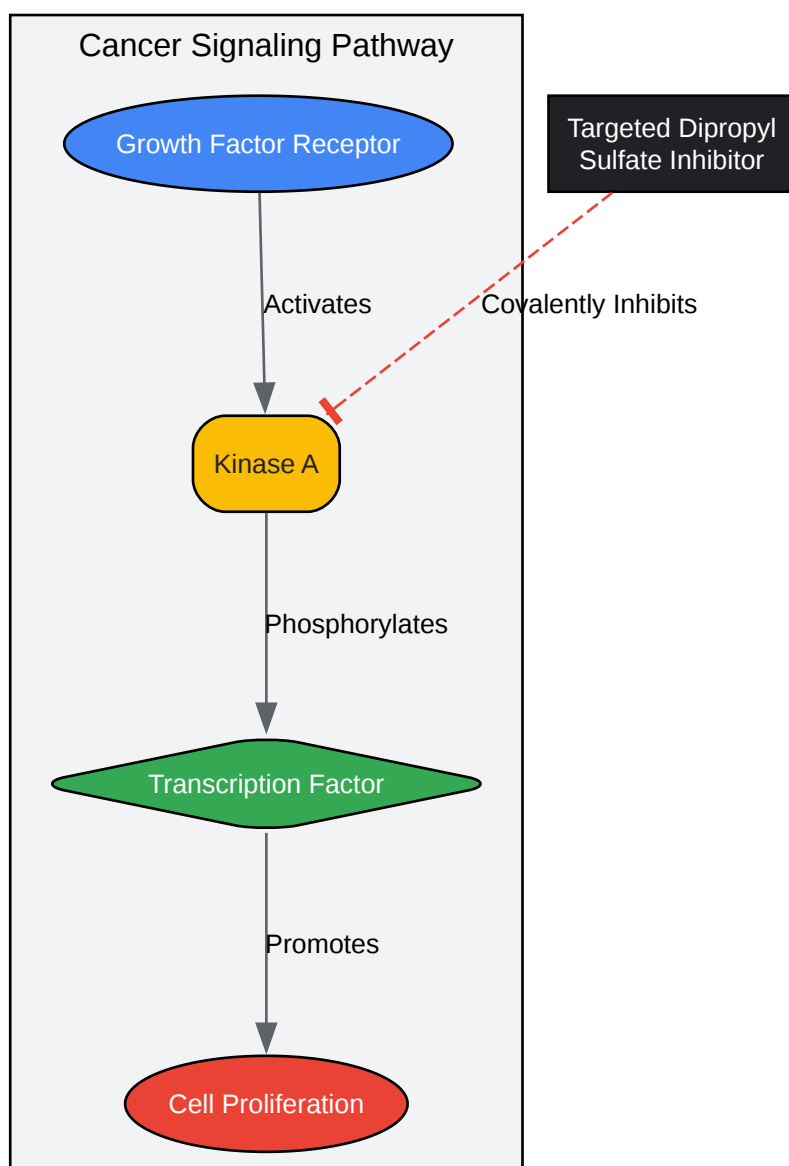 Cancer Signaling Pathway
Growth Factor Receptor
Targeted Dipropyl
Sulfate Inhibitor
Activates
Covalently Inhibits
Kinase A
Phosphorylates
Transcription Factor
Promotes
Cell Proliferation